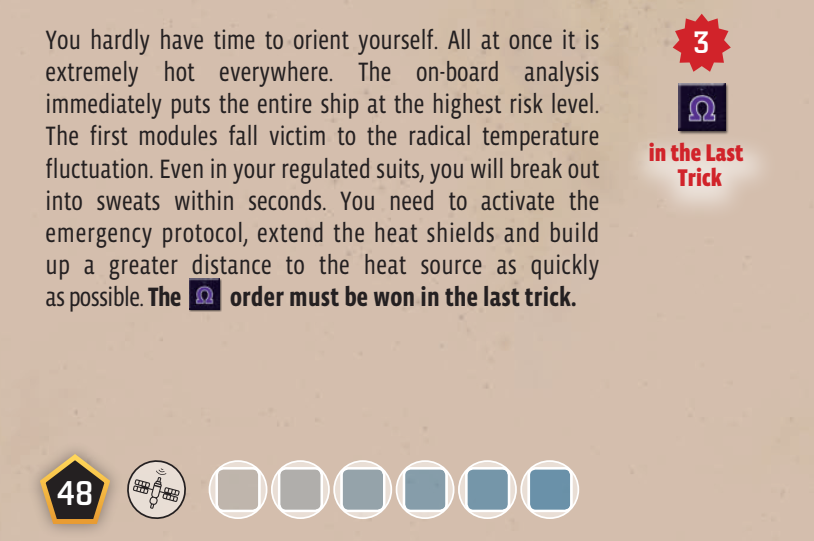 You hardly have time to orient yourself. All at once it is
extremely hot everywhere. The on-board analysis
immediately puts the entire ship at the highest risk level.
The first modules fall victim to the radical temperature
fluctuation. Even in your regulated suits, you will break out
into sweats within seconds. You need to activate the
emergency protocol, extend the heat shields and build
up a greater distance to the heat source as quickly
as possible. The Ω order must be won in the last trick.
3
Ω
in the Last
Trick
48